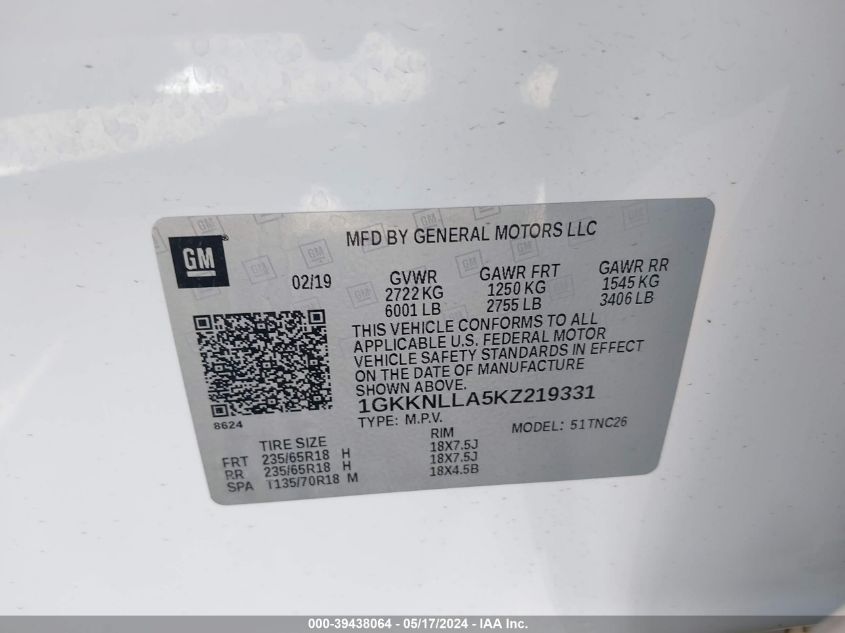 GM
MFD BY GENERAL MOTORS LLC
02/19
GVWR GAWR FRT GAWR RR
2722 KG 1250 KG 1545 KG
6001 LB 2755 LB 3406 LB
THIS VEHICLE CONFORMS TO ALL
APPLICABLE U.S. FEDERAL MOTOR
VEHICLE SAFETY STANDARDS IN EFFECT
ON THE DATE OF MANUFACTURE
SHOWN ABOVE.
1GKKNLLA5KZ219331
8624
TYPE: M.P.V. MODEL: 51TNC26
TIRE SIZE RIM
FRT 235/65R18 H 18X7.5J
RR 235/65R18 H 18X7.5J
SPA T135/70R18 M 18X4.5B
000-39438064 - 05/17/2024 - IAA Inc.